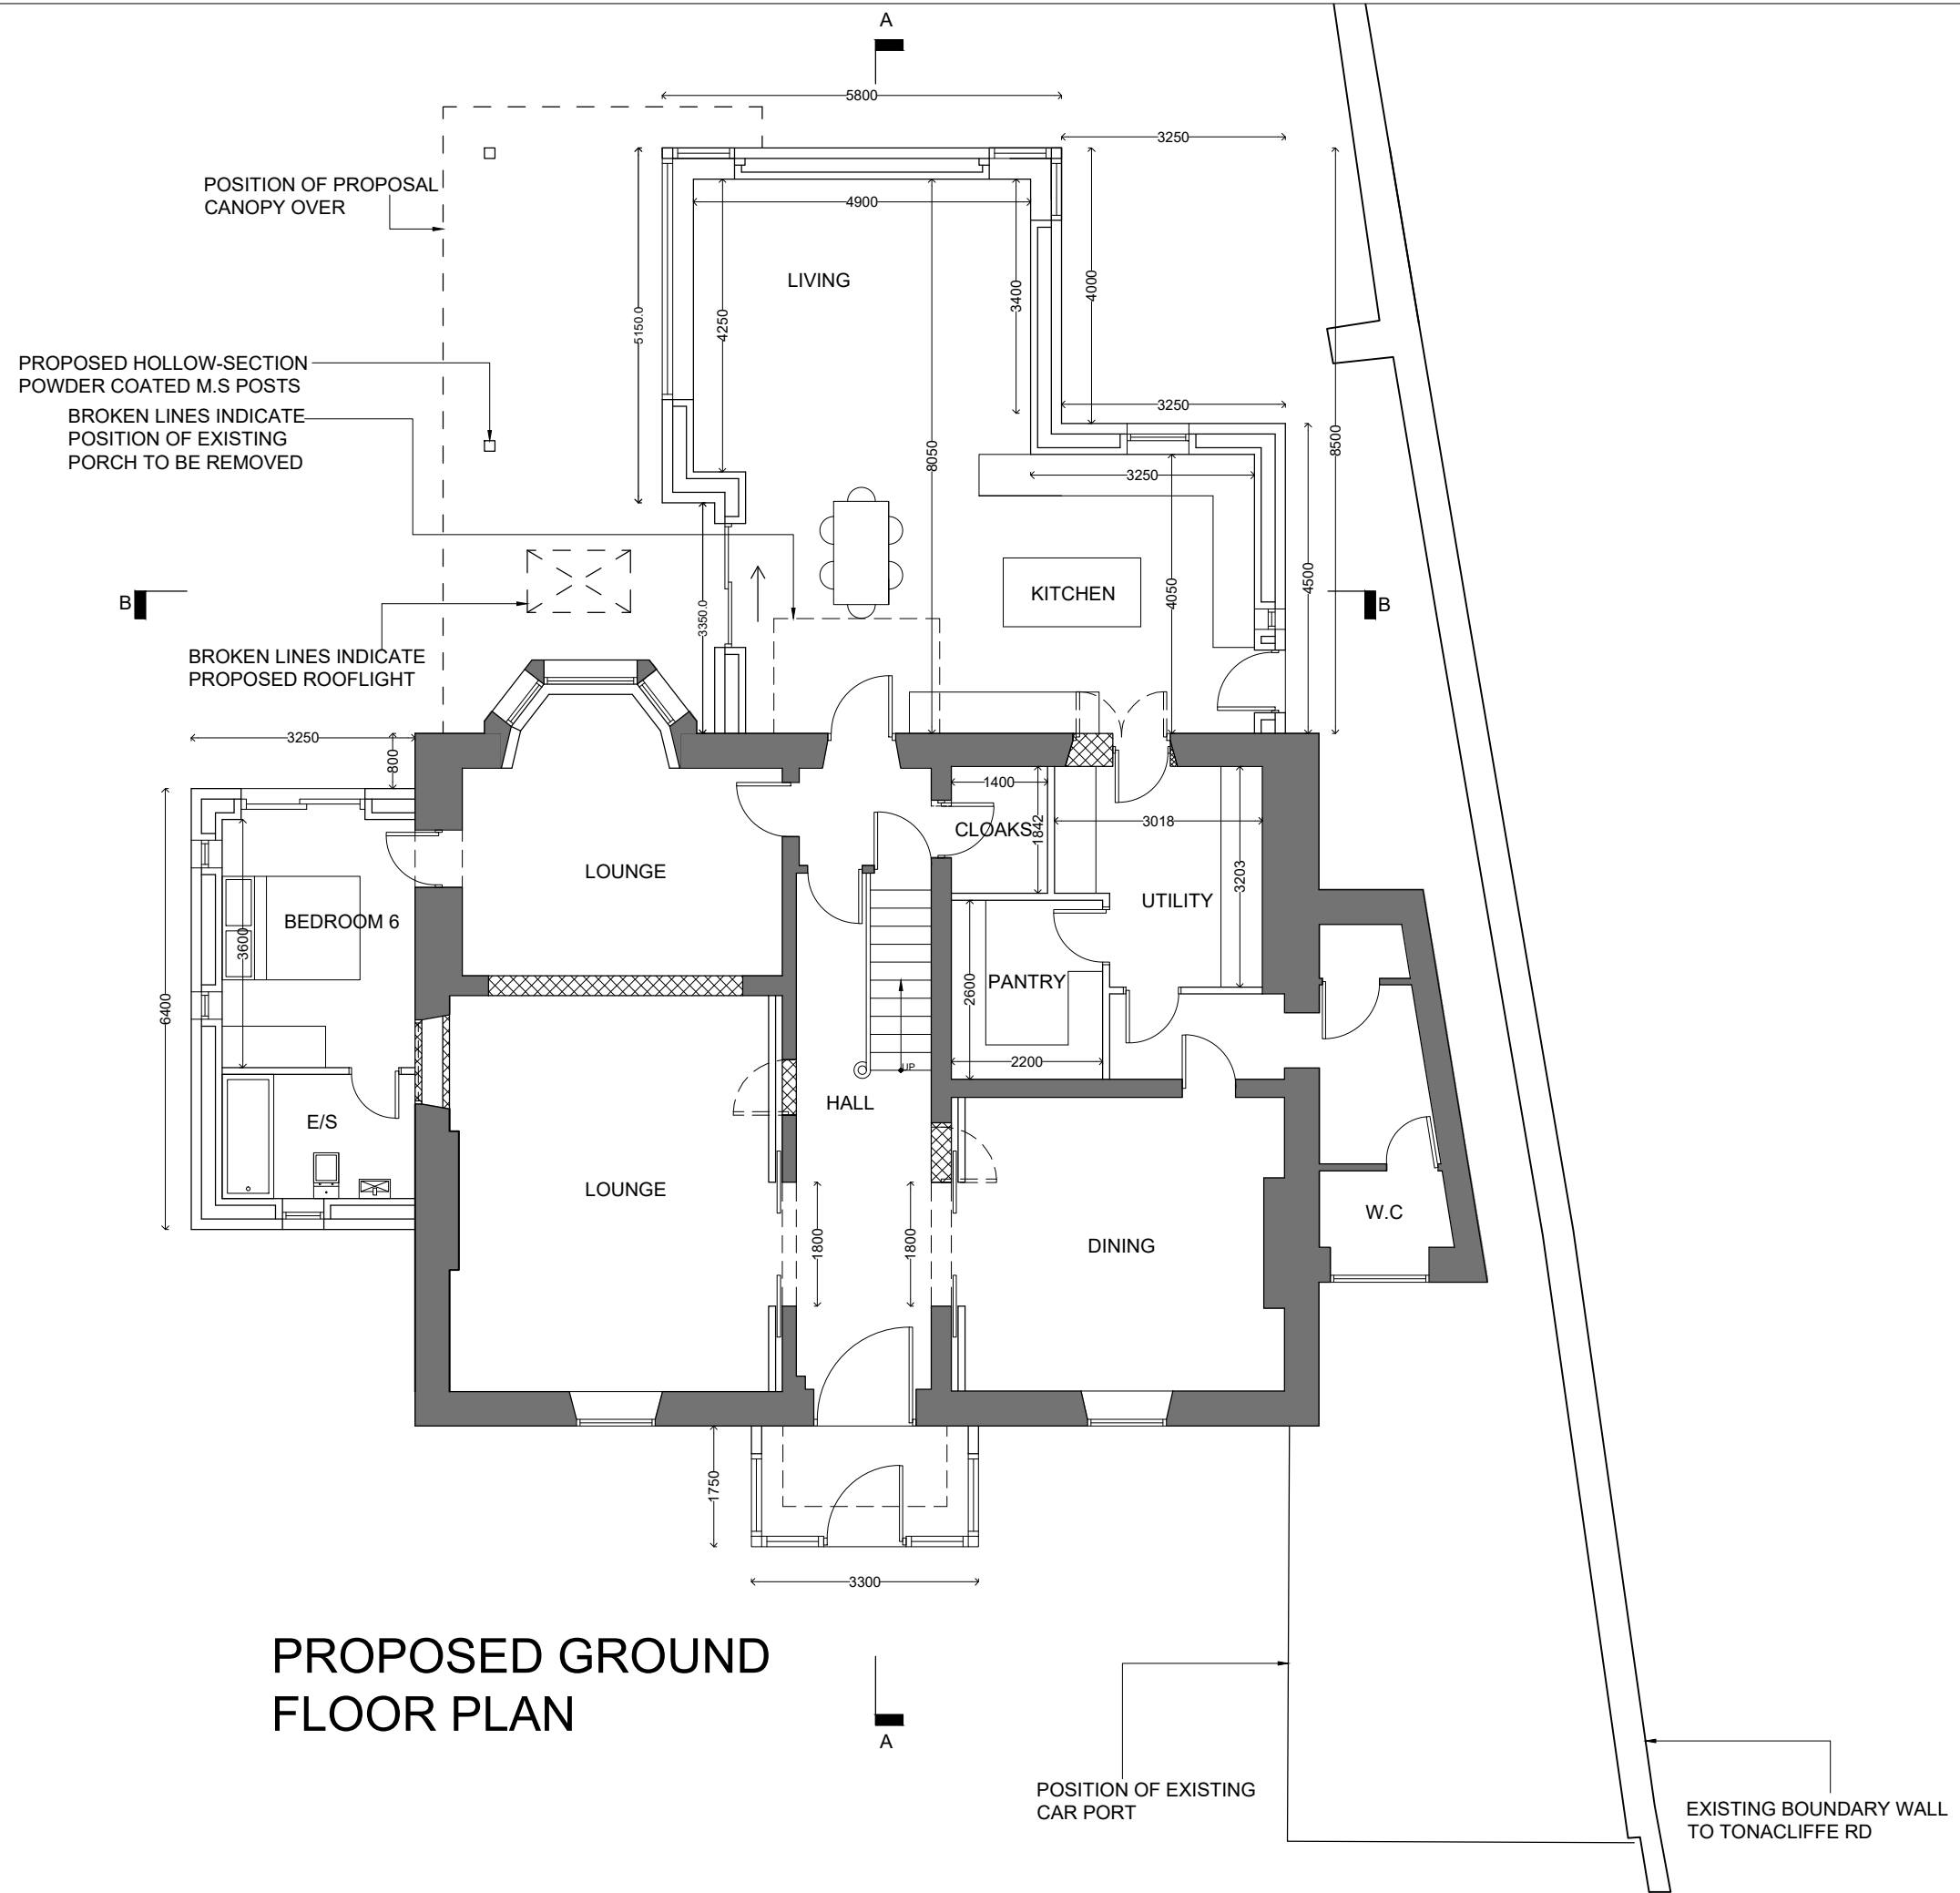 A
5800
3250
POSITION OF PROPOSAL
CANOPY OVER
4900
LIVING
4000
3400
5150.0
4250
PROPOSED HOLLOW-SECTION
POWDER COATED M.S POSTS
BROKEN LINES INDICATE
POSITION OF EXISTING
PORCH TO BE REMOVED
3250
8500
8050
3250
B
KITCHEN
4050
4500
B
3350.0
BROKEN LINES INDICATE
PROPOSED ROOFLIGHT
3250
800
1400
CLOAKS
1842
3018
LOUNGE
3203
UTILITY
BEDROOM 6
3600
PANTRY
2600
6400
2200
UP
HALL
E/S
LOUNGE
W.C
1800
1800
DINING
1750
3300
PROPOSED GROUND
FLOOR PLAN
A
POSITION OF EXISTING
CAR PORT
EXISTING BOUNDARY WALL
TO TONACLIFFE RD